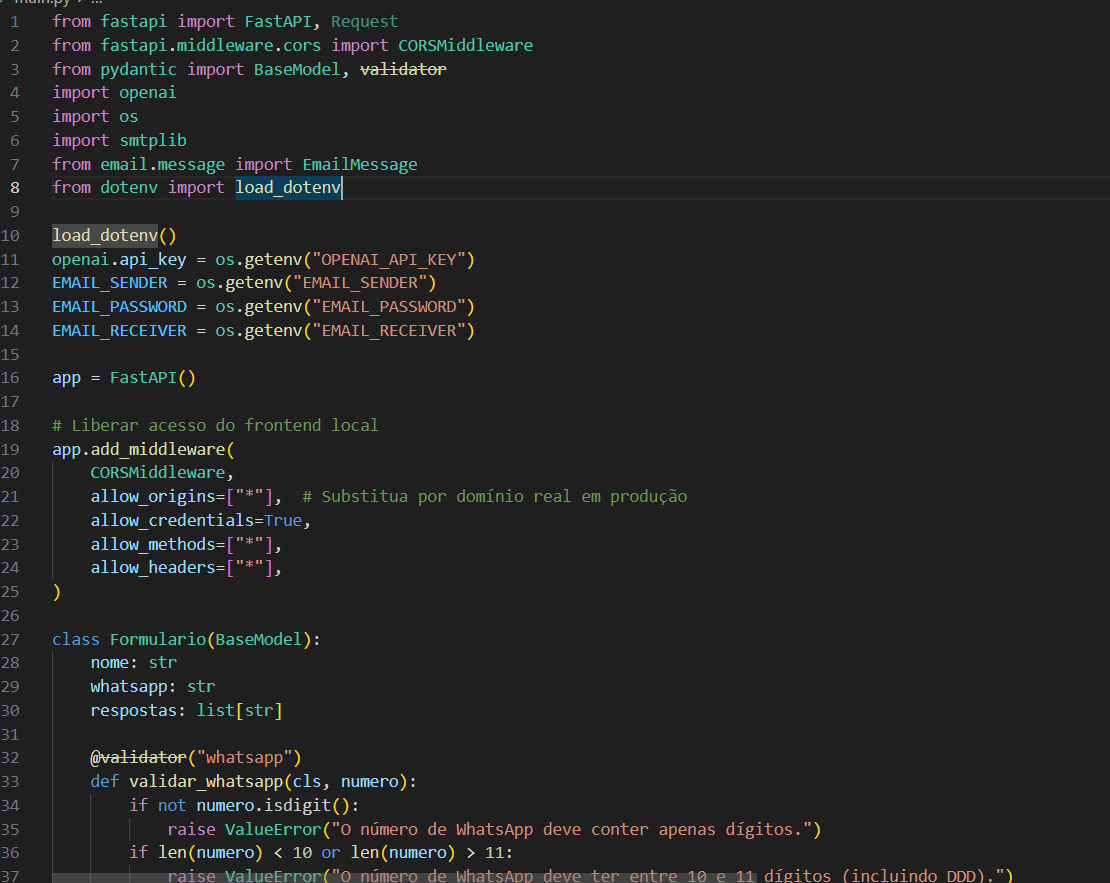 main.py > ...
1 from fastapi import FastAPI, Request
2 from fastapi.middleware.cors import CORSMiddleware
3 from pydantic import BaseModel, validator
4 import openai
5 import os
6 import smtplib
7 from email.message import EmailMessage
8 from dotenv import load_dotenv
9
10 load_dotenv()
11 openai.api_key = os.getenv("OPENAI_API_KEY")
12 EMAIL_SENDER = os.getenv("EMAIL_SENDER")
13 EMAIL_PASSWORD = os.getenv("EMAIL_PASSWORD")
14 EMAIL_RECEIVER = os.getenv("EMAIL_RECEIVER")
15
16 app = FastAPI()
17
18 # Liberar acesso do frontend local
19 app.add_middleware(
20     CORSMiddleware,
21     allow_origins=["*"],  # Substitua por domínio real em produção
22     allow_credentials=True,
23     allow_methods=["*"],
24     allow_headers=["*"],
25 )
26
27 class Formulario(BaseModel):
28     nome: str
29     whatsapp: str
30     respostas: list[str]
31
32     @validator("whatsapp")
33     def validar_whatsapp(cls, numero):
34         if not numero.isdigit():
35             raise ValueError("O número de WhatsApp deve conter apenas dígitos.")
36         if len(numero) < 10 or len(numero) > 11:
37             raise ValueError("O número de WhatsApp deve ter entre 10 e 11 dígitos (incluindo DDD).")